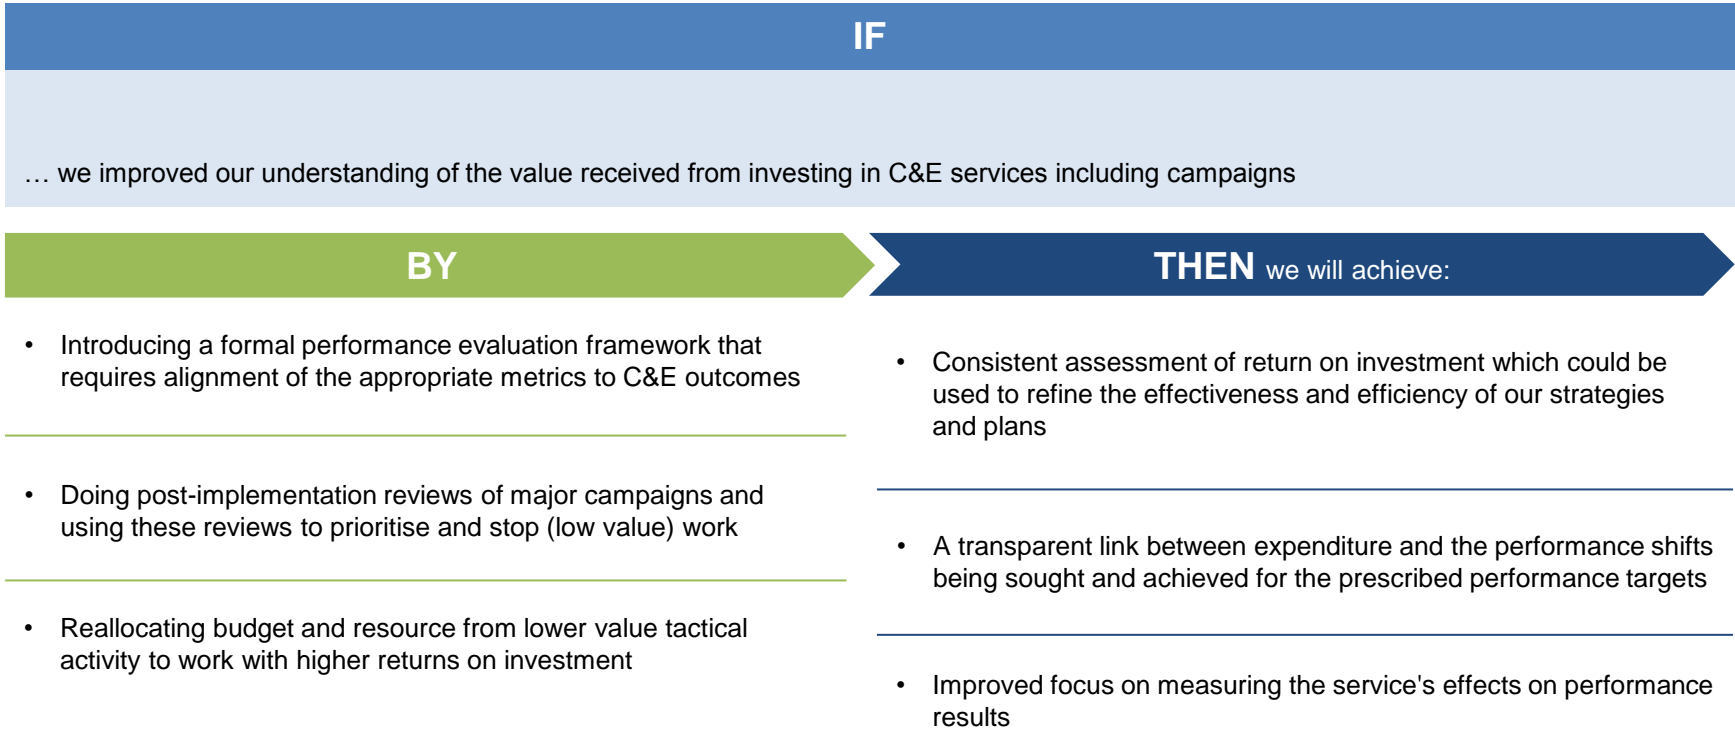 IF
… we improved our understanding of the value received from investing in C&E services including campaigns
BY
• Introducing a formal performance evaluation framework that
requires alignment of the appropriate metrics to C&E outcomes
• Doing post-implementation reviews of major campaigns and
using these reviews to prioritise and stop (low value) work
• Reallocating budget and resource from lower value tactical
activity to work with higher returns on investment
THEN we will achieve:
• Consistent assessment of return on investment which could be
used to refine the effectiveness and efficiency of our strategies
and plans
• A transparent link between expenditure and the performance shifts
being sought and achieved for the prescribed performance targets
• Improved focus on measuring the service's effects on performance
results